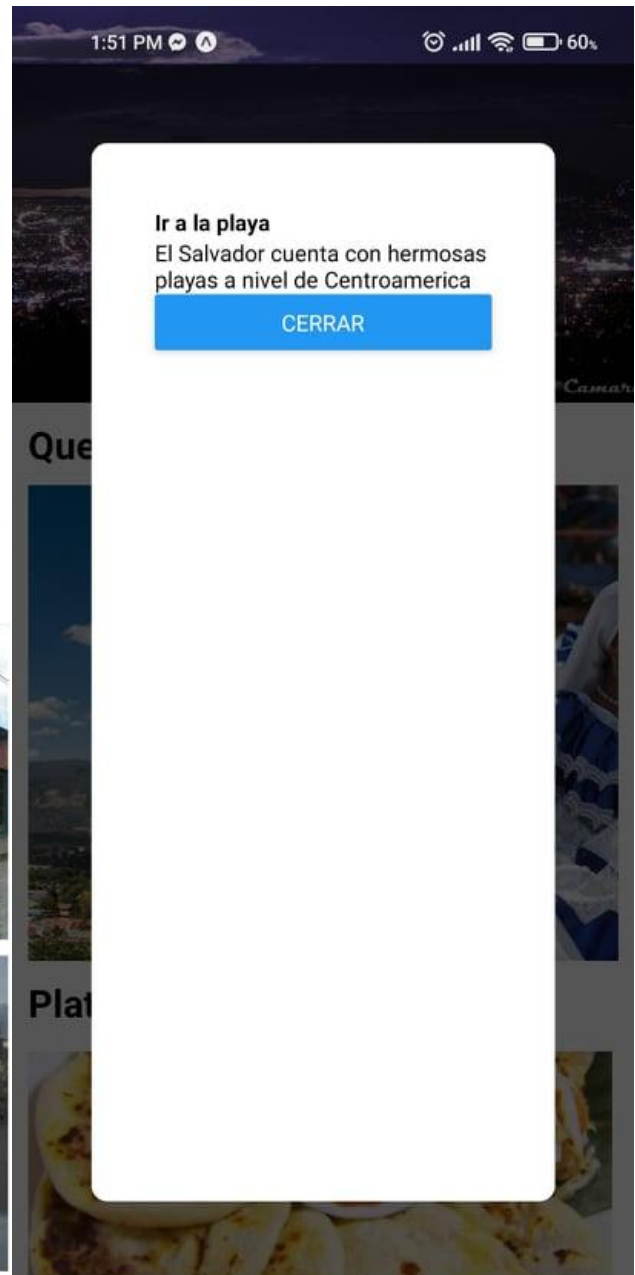 1:51 PM
60%
Ir a la playa
El Salvador cuenta con hermosas
playas a nivel de Centroamerica
CERRAR
Que
Plat